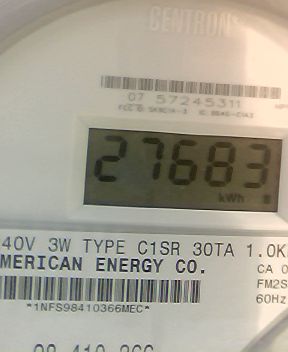 CENTRON
07 57245311
27683
kWh
40V 3W TYPE C1SR 30TA 1.0K
MERICAN ENERGY CO.
CA 0
FM2S
60Hz
*1NFS98410366MEC*